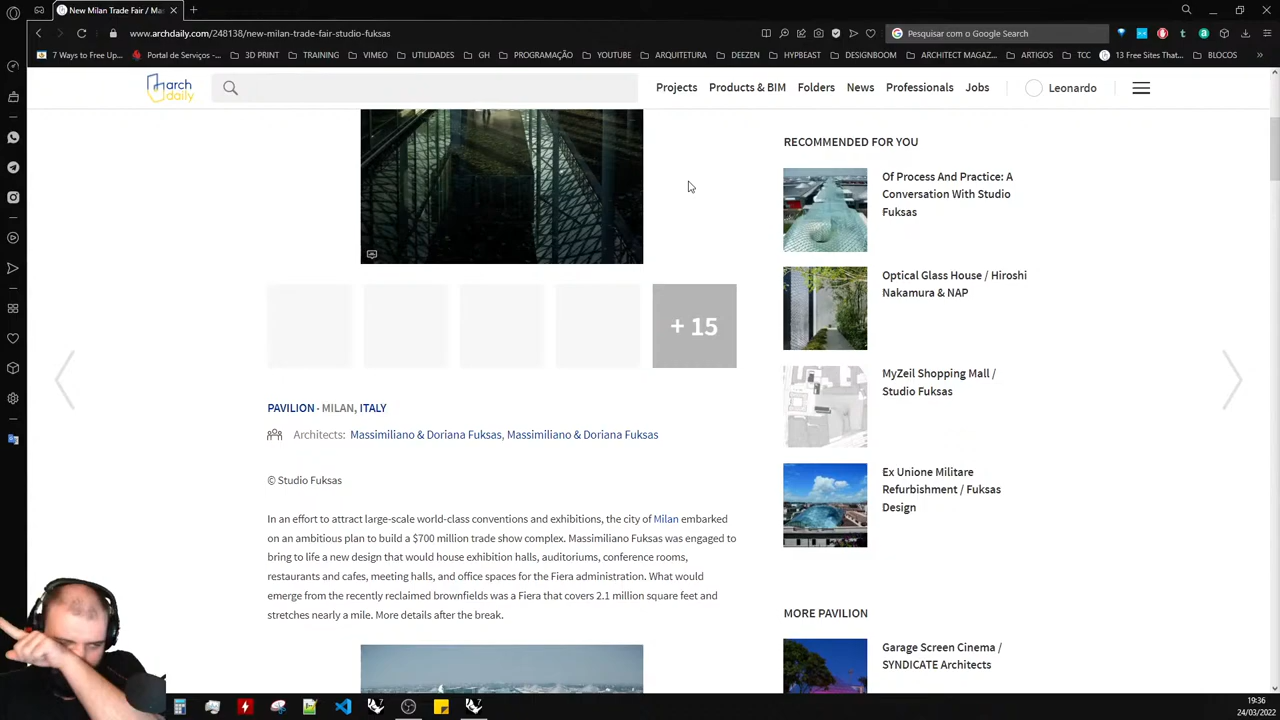 New Milan Trade Fair / Ma
www.archdaily.com/248138/new-milan-trade-fair-studio-fuksas
Pesquisar com o Google Search
7 Ways to Free Up...
Portal de Serviços -...
3D PRINT
TRAINING
VIMEO
UTILIDADES
GH
PROGRAMAÇÃO
YOUTUBE
ARQUITETURA
DEEZEN
HYPBEAST
DESIGNBOOM
ARCHITECT MAGAZ...
ARTIGOS
TCC
13 Free Sites That...
BLOCOS
arch
daily
Projects
Products & BIM
Folders
News
Professionals
Jobs
Leonardo
+ 15
PAVILION · MILAN, ITALY
Architects: Massimiliano & Doriana Fuksas, Massimiliano & Doriana Fuksas
© Studio Fuksas
In an effort to attract large-scale world-class conventions and exhibitions, the city of Milan embarked
on an ambitious plan to build a $700 million trade show complex. Massimiliano Fuksas was engaged to
bring to life a new design that would house exhibition halls, auditoriums, conference rooms,
restaurants and cafes, meeting halls, and office spaces for the Fiera administration. What would
emerge from the recently reclaimed brownfields was a Fiera that covers 2.1 million square feet and
stretches nearly a mile. More details after the break.
RECOMMENDED FOR YOU
Of Process And Practice: A
Conversation With Studio
Fuksas
Optical Glass House / Hiroshi
Nakamura & NAP
MyZeil Shopping Mall /
Studio Fuksas
Ex Unione Militare
Refurbishment / Fuksas
Design
MORE PAVILION
Garage Screen Cinema /
SYNDICATE Architects
19:36
24/03/2022